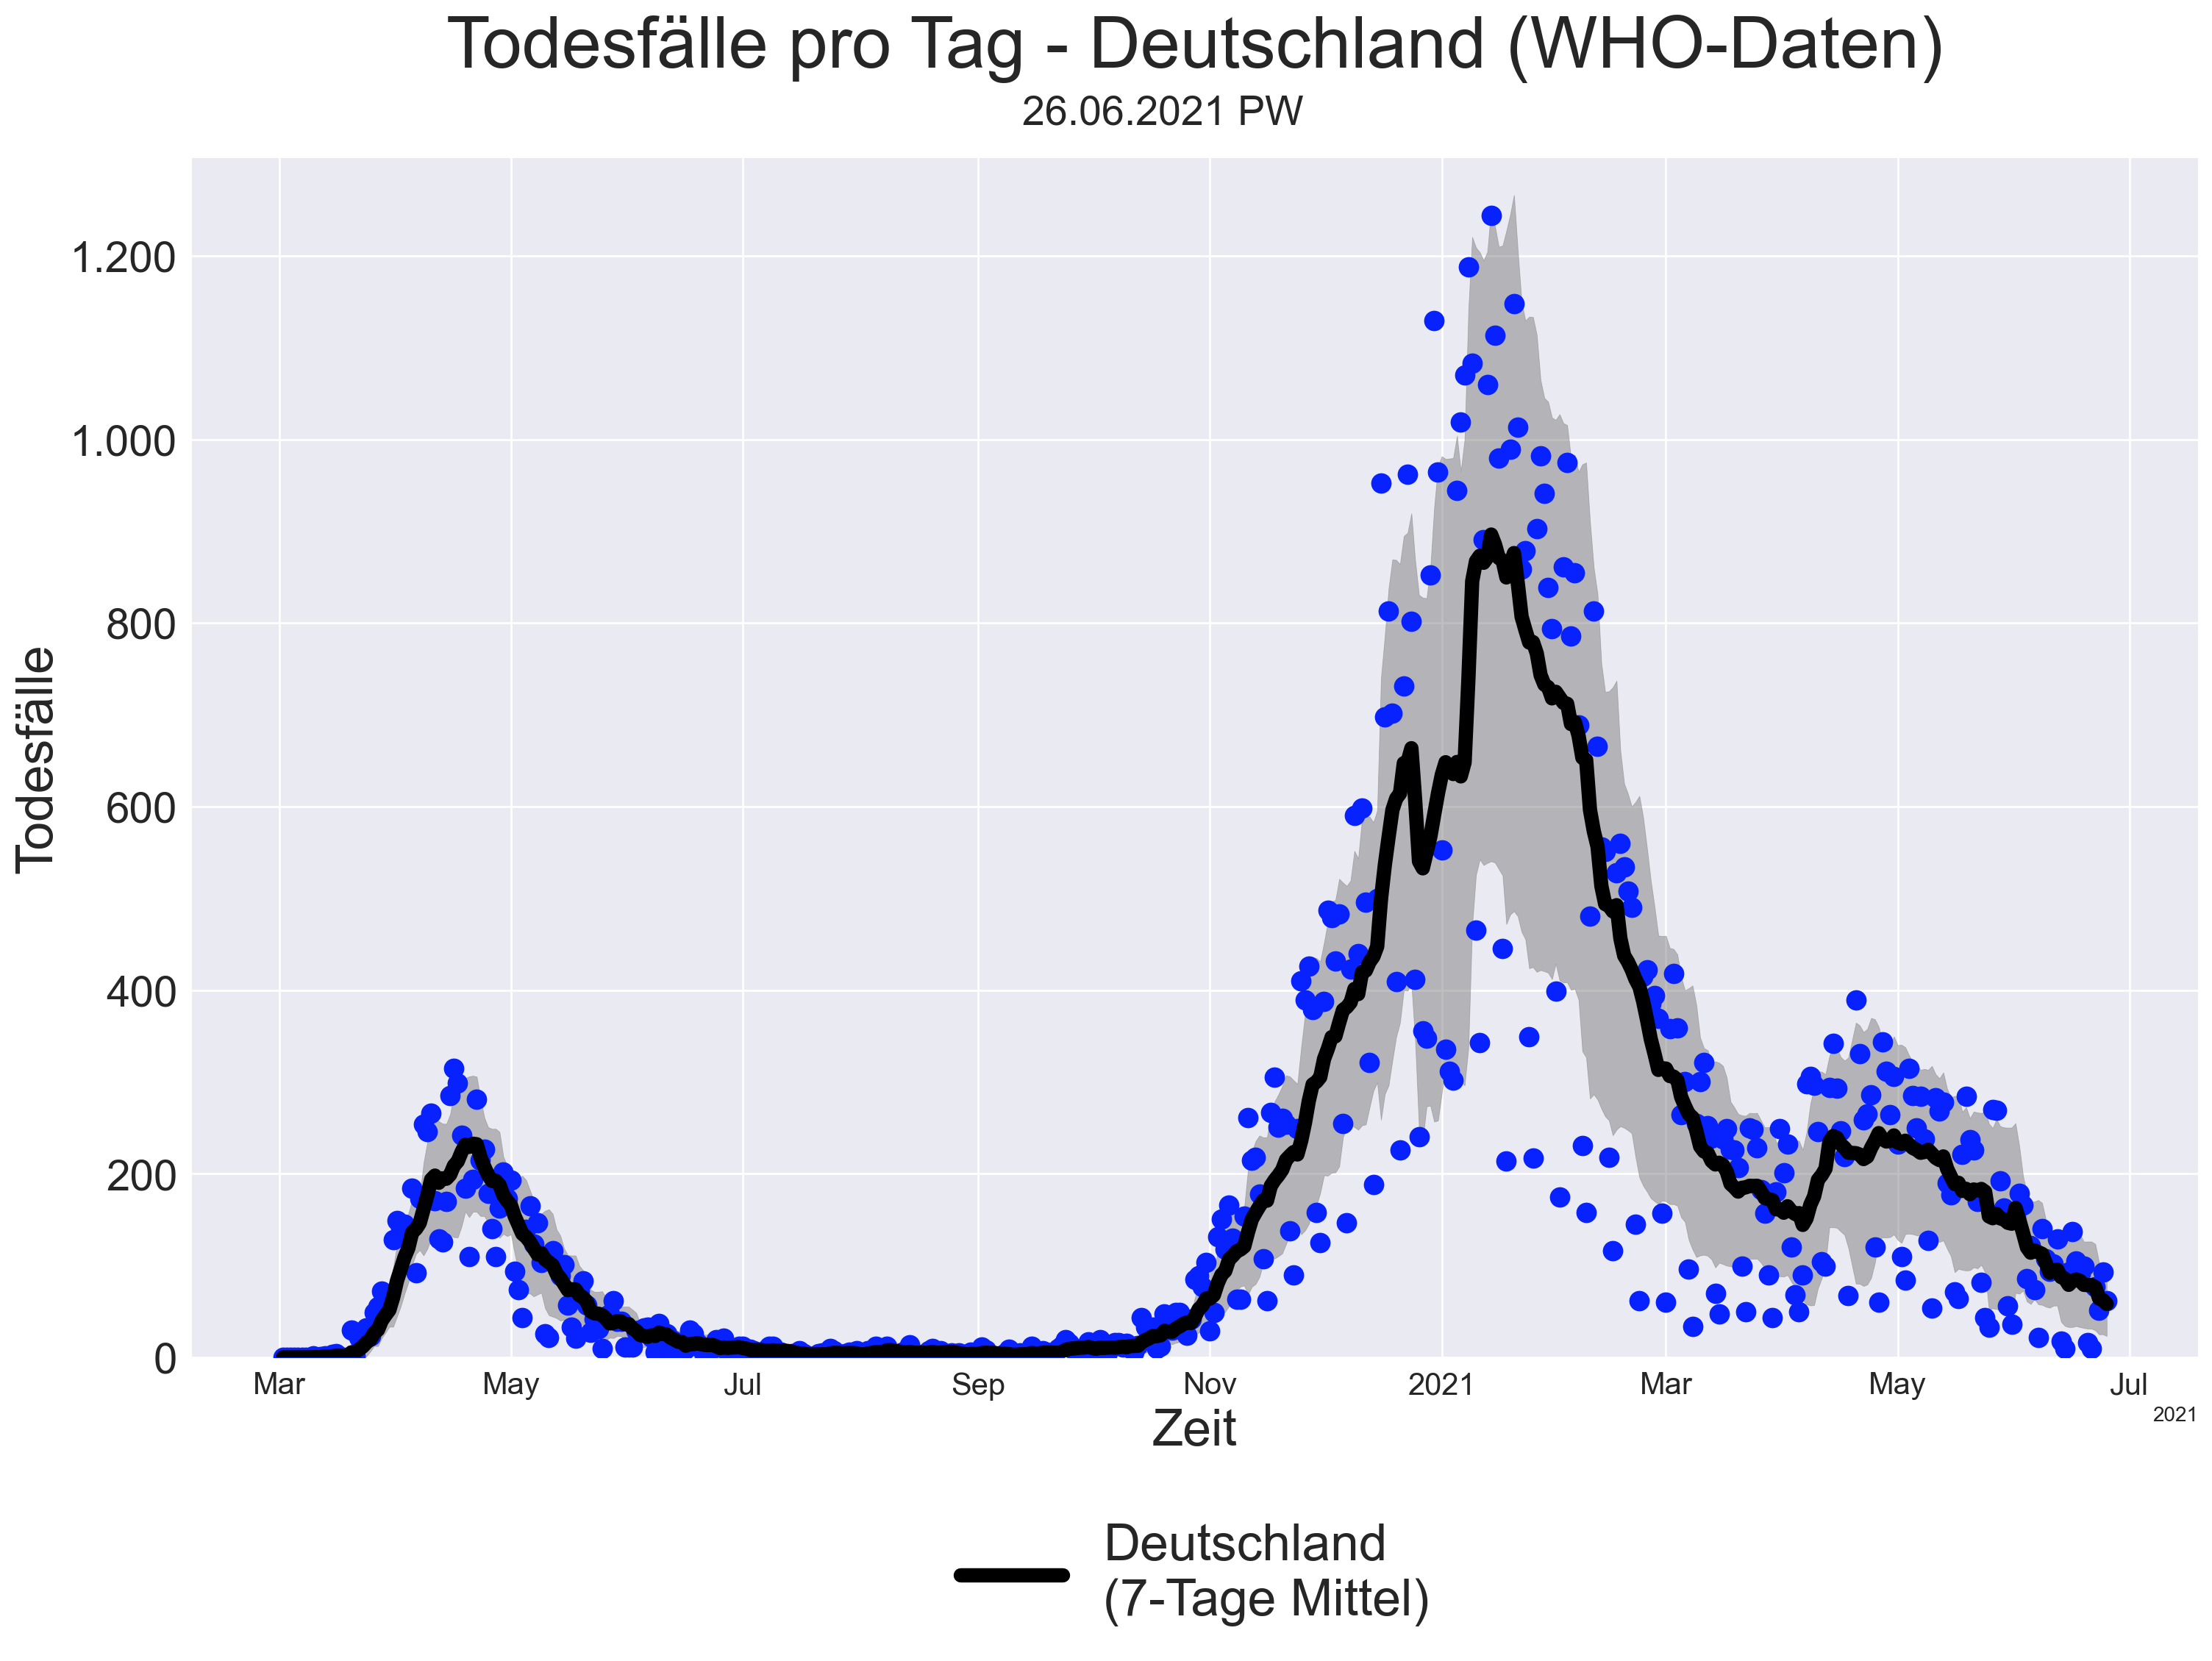 Todesfälle pro Tag - Deutschland (WHO-Daten)
26.06.2021 PW
Todesfälle
1.200
1.000
800
600
400
200
0
Mar May Jul Sep Nov 2021 Mar May Jul
2021
Zeit
Deutschland
(7-Tage Mittel)